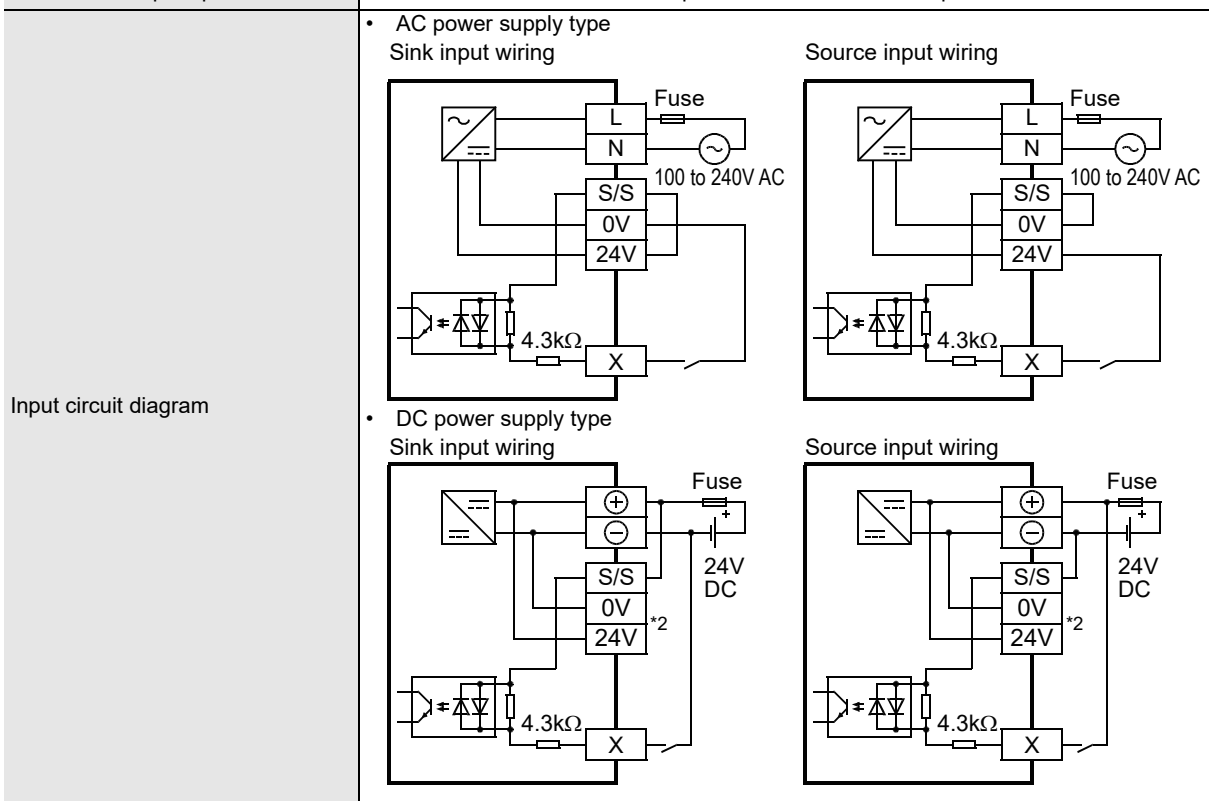 Input circuit diagram
• AC power supply type
Sink input wiring
Fuse
L
N
100 to 240V AC
S/S
0V
24V
4.3kΩ
X
Source input wiring
Fuse
L
N
100 to 240V AC
S/S
0V
24V
4.3kΩ
X
• DC power supply type
Sink input wiring
Fuse
+
24V
DC
S/S
0V
24V
*2
4.3kΩ
X
Source input wiring
Fuse
+
24V
DC
S/S
0V
24V
*2
4.3kΩ
X